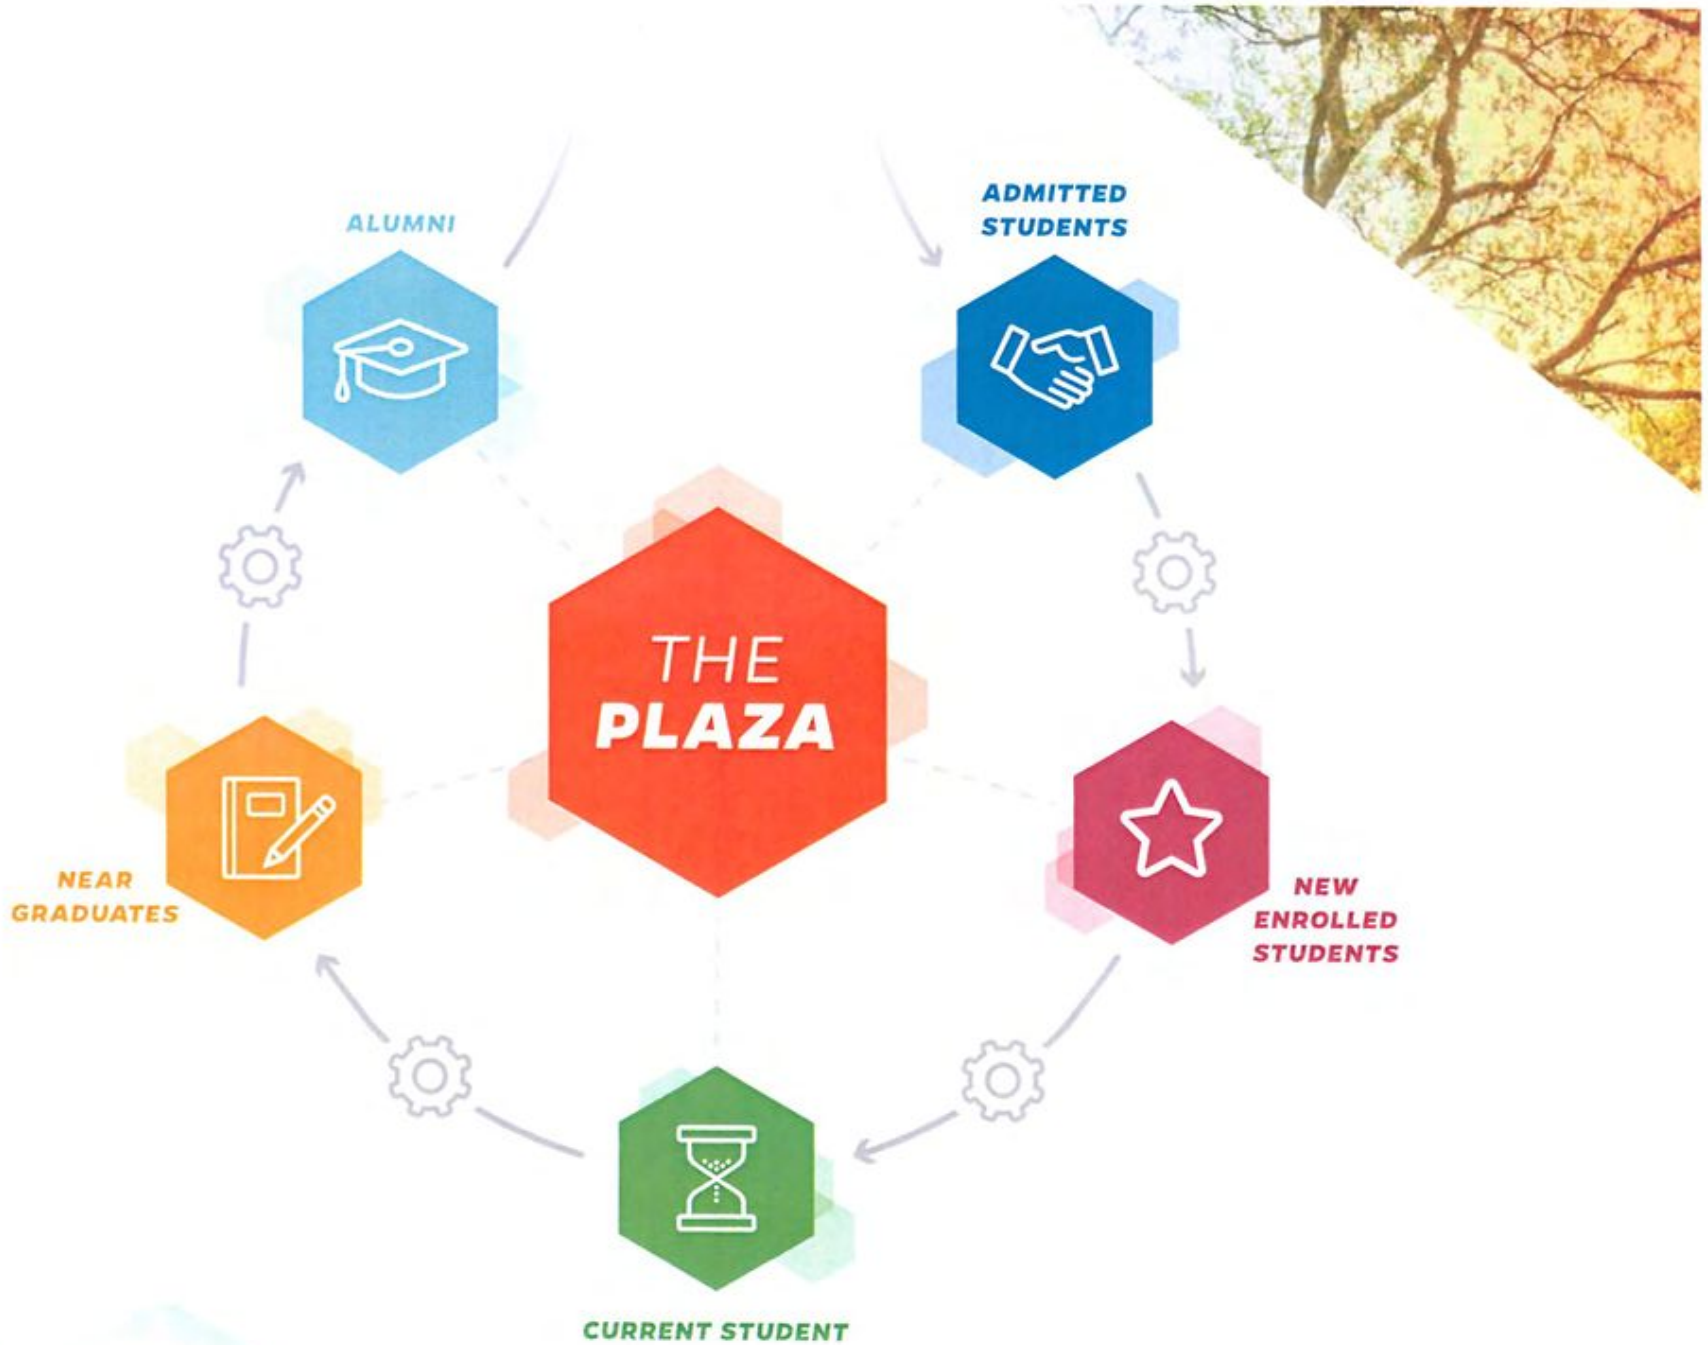 ALUMNI
ADMITTED
STUDENTS
THE
PLAZA
NEAR
GRADUATES
NEW
ENROLLED
STUDENTS
CURRENT STUDENT